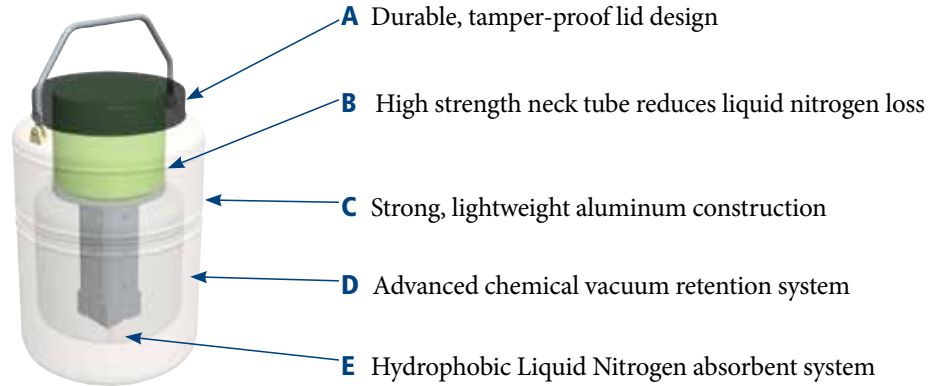 A Durable, tamper-proof lid design
B High strength neck tube reduces liquid nitrogen loss
C Strong, lightweight aluminum construction
D Advanced chemical vacuum retention system
E Hydrophobic Liquid Nitrogen absorbent system